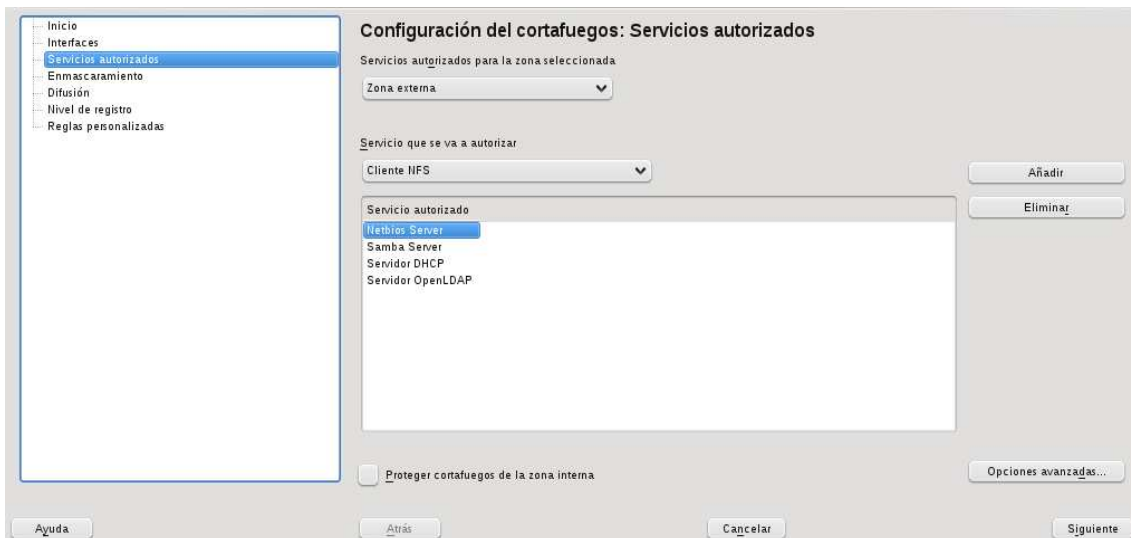 Inicio
Interfaces
Servicios autorizados
Enmascaramiento
Difusión
Nivel de registro
Reglas personalizadas
Configuración del cortafuegos: Servicios autorizados
Servicios autorizados para la zona seleccionada
Zona externa
Servicio que se va a autorizar
Cliente NFS
Añadir
Servicio autorizado
Eliminar
Netbios Server
Samba Server
Servidor DHCP
Servidor OpenLDAP
Proteger cortafuegos de la zona interna
Opciones avanzadas...
Ayuda
Atrás
Cancelar
Siguiente